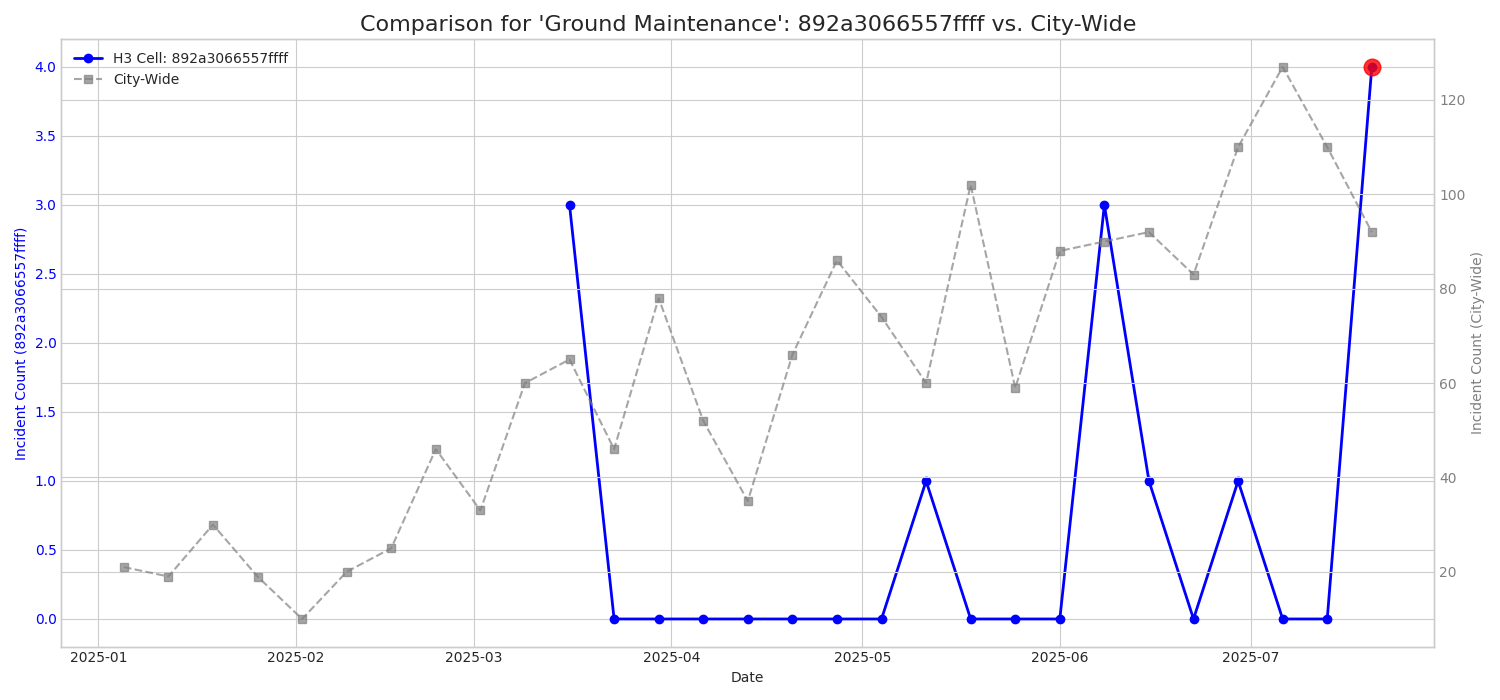 Comparison for 'Ground Maintenance': 892a3066557ffff vs. City-Wide
H3 Cell: 892a3066557ffff
City-Wide
Incident Count (892a3066557ffff)
4.0
3.5
3.0
2.5
2.0
1.5
1.0
0.5
0.0
120
100
80
60
40
20
Incident Count (City-Wide)
2025-01 2025-02 2025-03 2025-04 2025-05 2025-06 2025-07
Date